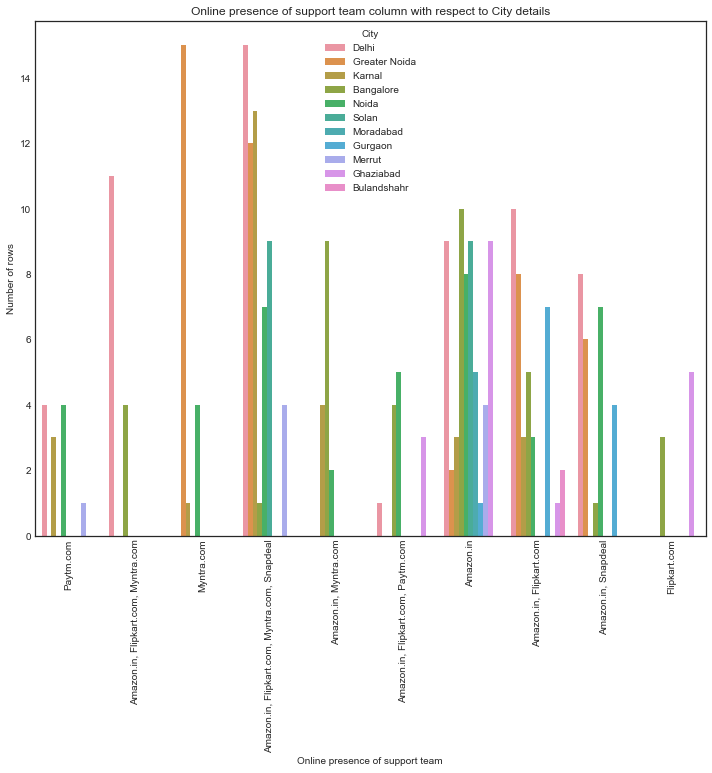 Online presence of support team column with respect to City details
City
Delhi
Greater Noida
Karnal
Bangalore
Noida
Solan
Moradabad
Gurgaon
Merrut
Ghaziabad
Bulandshahr
Number of rows
14
12
10
8
6
4
2
0
Paytm.com
Amazon.in, Flipkart.com, Myntra.com
Myntra.com
Amazon.in, Flipkart.com, Myntra.com, Snapdeal
Amazon.in, Myntra.com
Amazon.in, Flipkart.com, Paytm.com
Amazon.in
Amazon.in, Flipkart.com
Amazon.in, Snapdeal
Flipkart.com
Online presence of support team